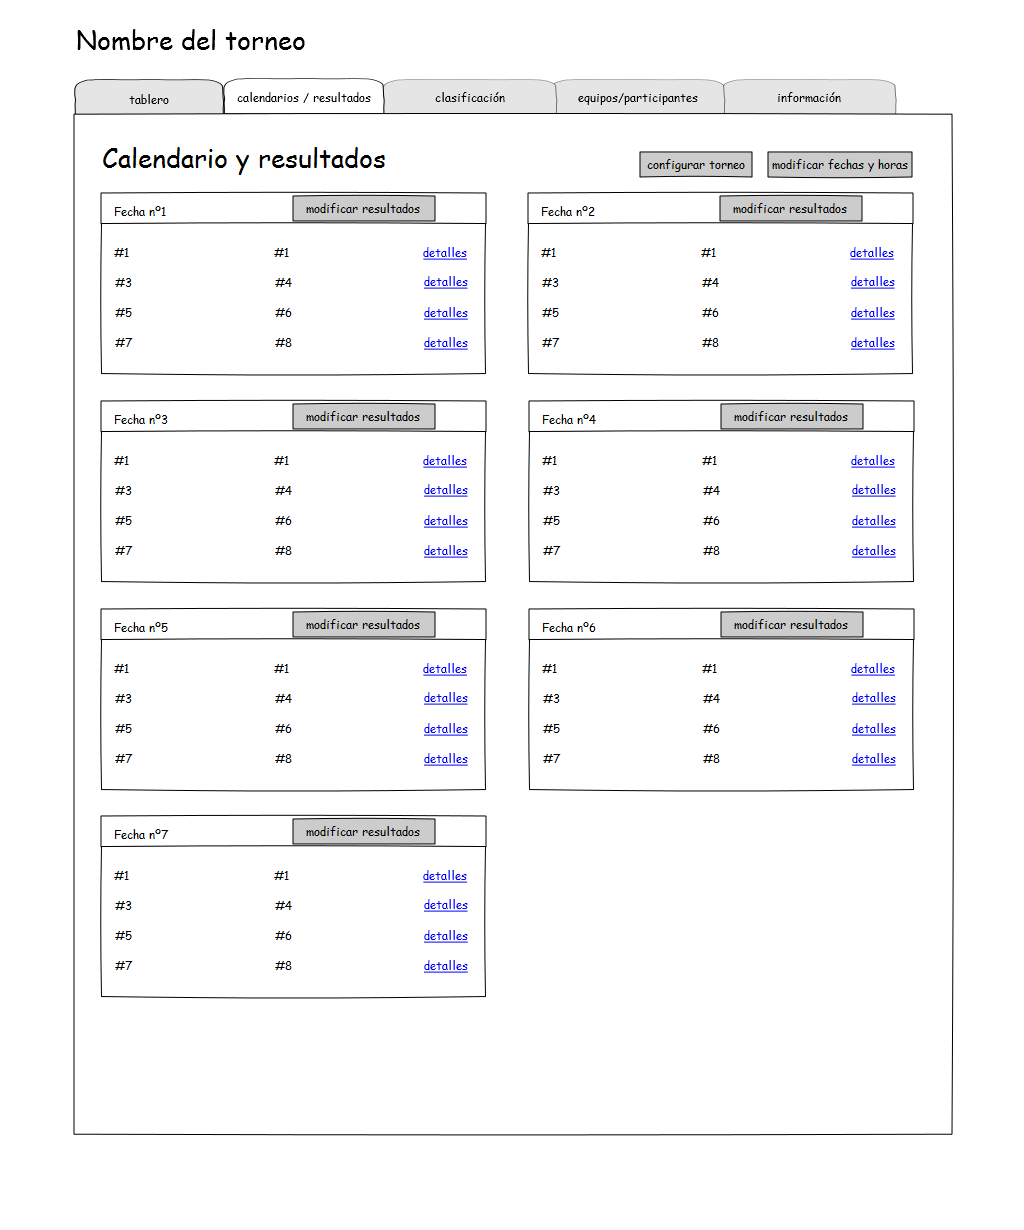 Nombre del torneo
tablero calendarios / resultados clasificación equipos/participantes información
Calendario y resultados configurar torneo modificar fechas y horas
Fecha nº1 modificar resultados
#1 #1 detalles
#3 #4 detalles
#5 #6 detalles
#7 #8 detalles
Fecha nº2 modificar resultados
#1 #1 detalles
#3 #4 detalles
#5 #6 detalles
#7 #8 detalles
Fecha nº3 modificar resultados
#1 #1 detalles
#3 #4 detalles
#5 #6 detalles
#7 #8 detalles
Fecha nº4 modificar resultados
#1 #1 detalles
#3 #4 detalles
#5 #6 detalles
#7 #8 detalles
Fecha nº5 modificar resultados
#1 #1 detalles
#3 #4 detalles
#5 #6 detalles
#7 #8 detalles
Fecha nº6 modificar resultados
#1 #1 detalles
#3 #4 detalles
#5 #6 detalles
#7 #8 detalles
Fecha nº7 modificar resultados
#1 #1 detalles
#3 #4 detalles
#5 #6 detalles
#7 #8 detalles